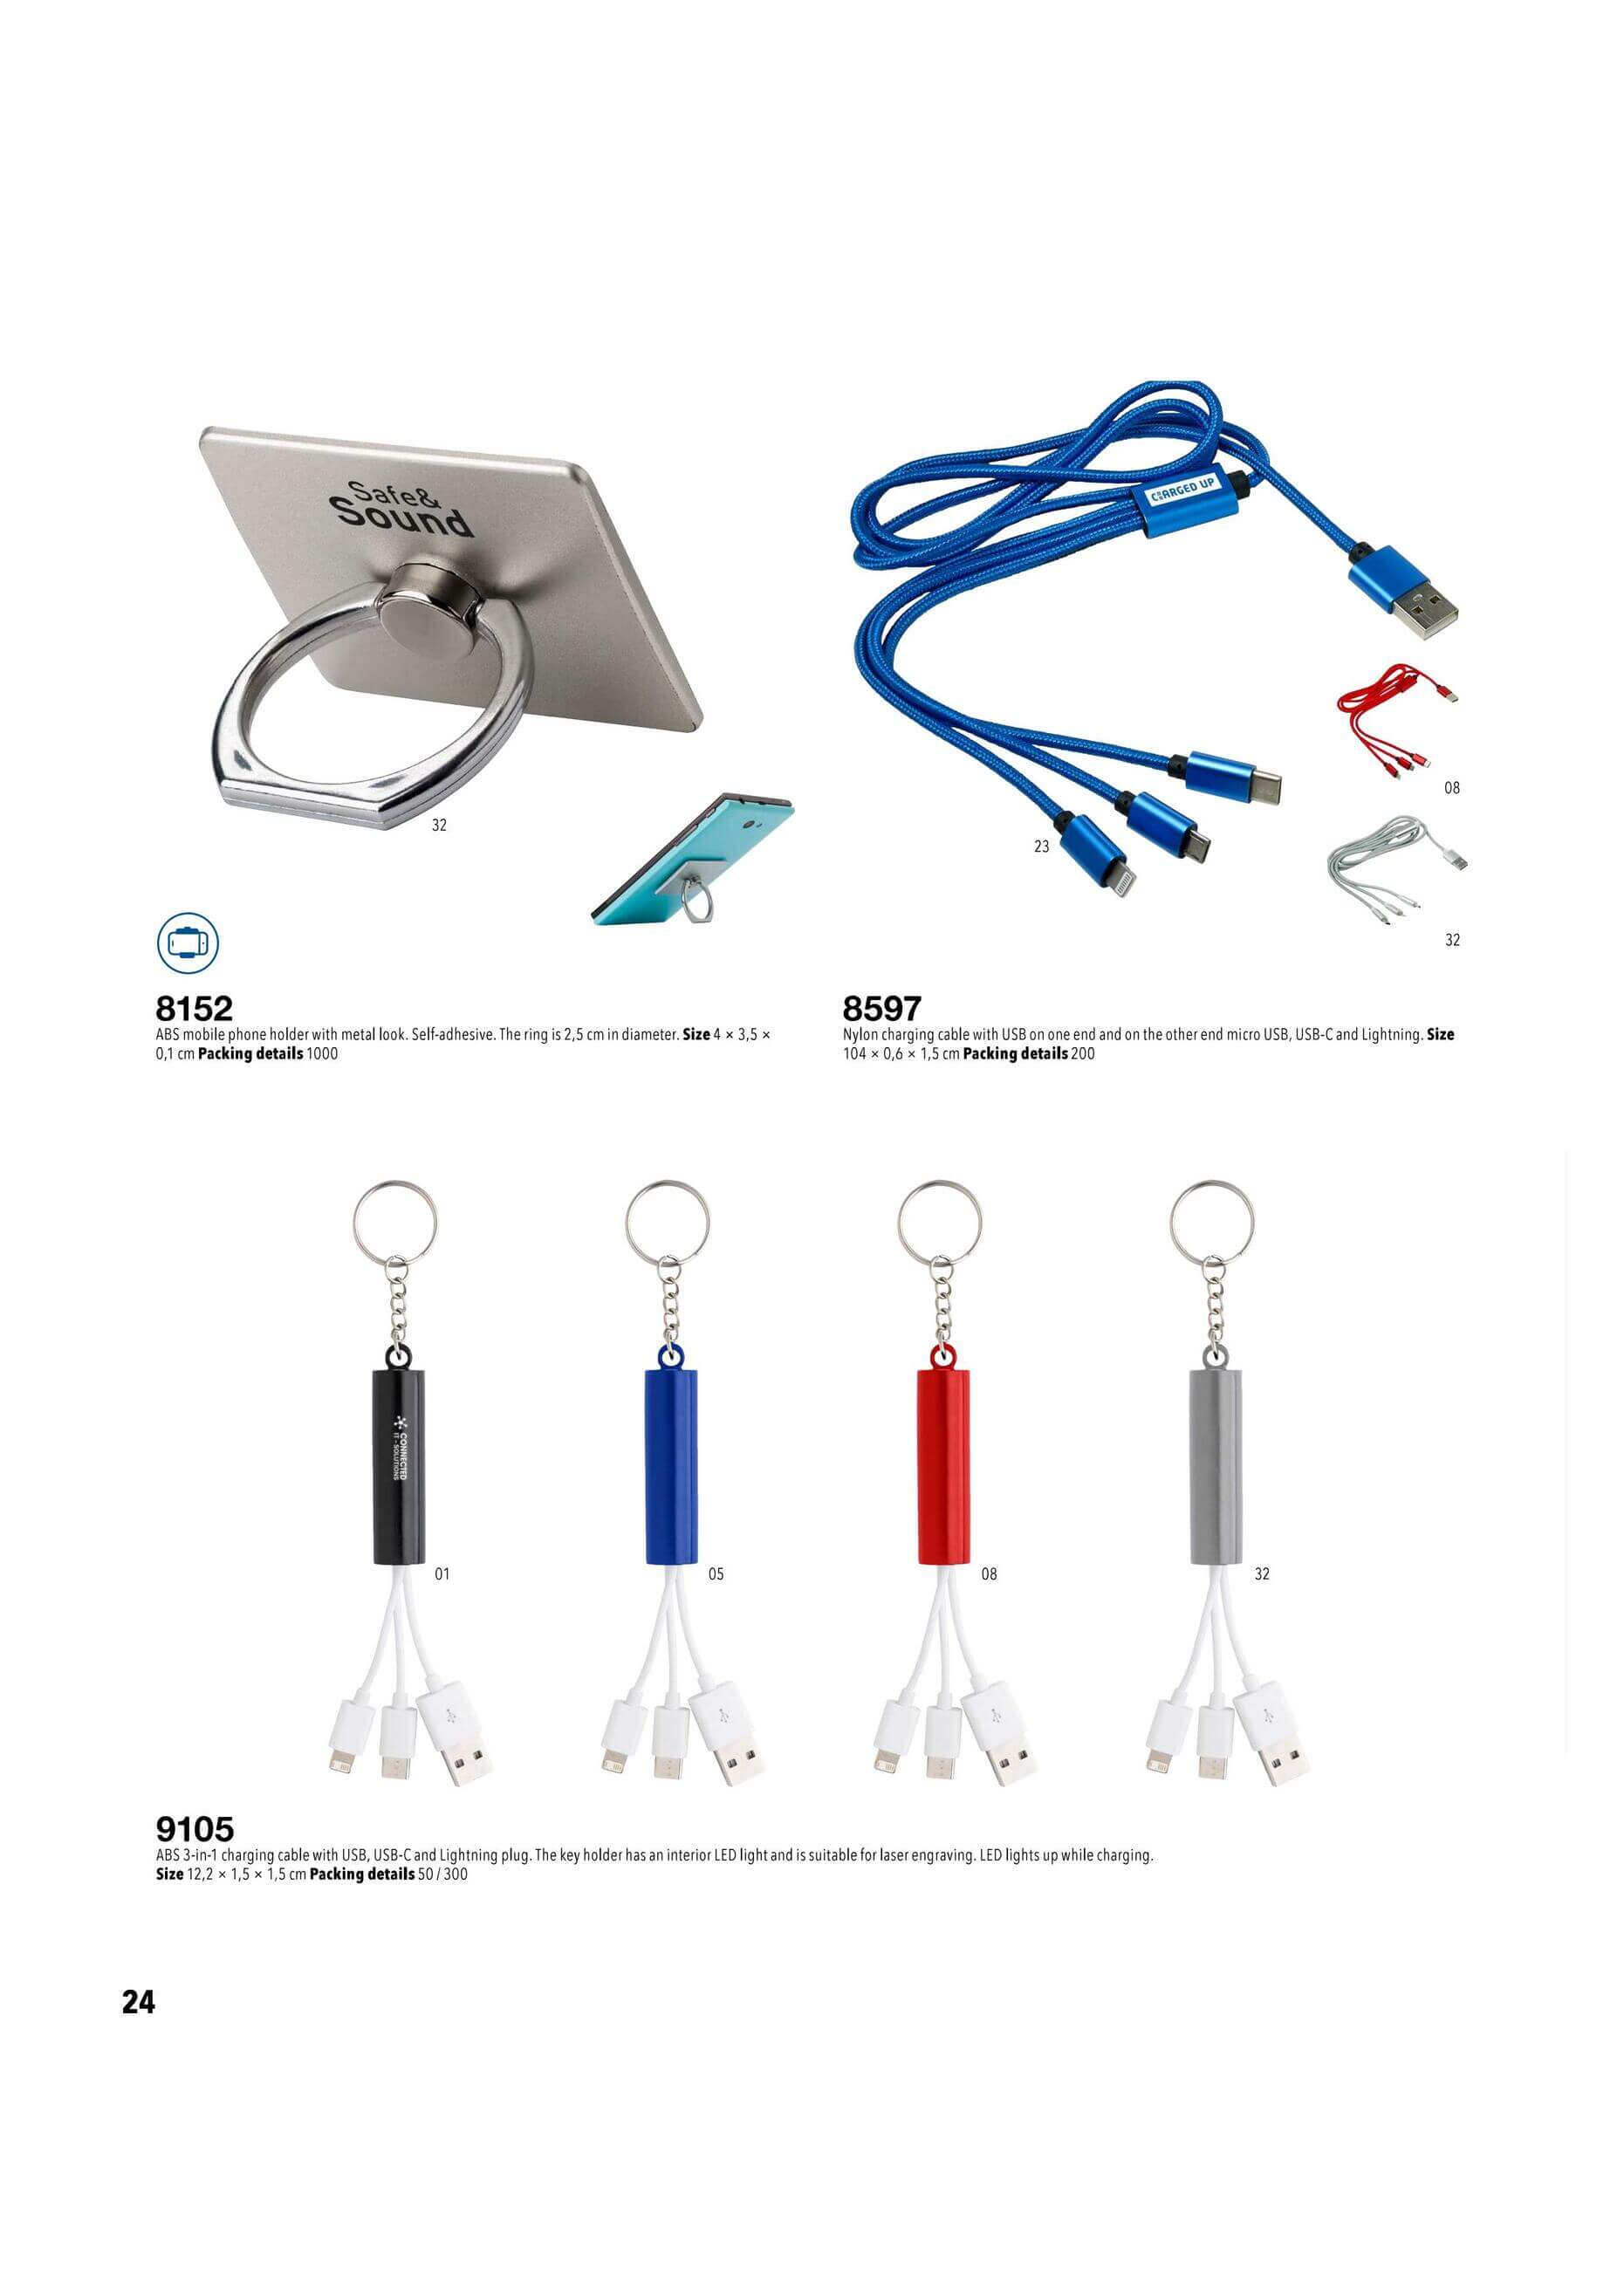 Safe&
Sound
CHARGED UP
32
23
08
32
8152
ABS mobile phone holder with metal look. Self-adhesive. The ring is 2,5 cm in diameter. Size 4 × 3,5 ×
0,1 cm Packing details 1000
8597
Nylon charging cable with USB on one end and on the other end micro USB, USB-C and Lightning. Size
104 × 0,6 × 1,5 cm Packing details 200
CONNECTED
IT - SOLUTIONS
01
05
08
32
9105
ABS 3-in-1 charging cable with USB, USB-C and Lightning plug. The key holder has an interior LED light and is suitable for laser engraving. LED lights up while charging.
Size 12,2 × 1,5 × 1,5 cm Packing details 50 / 300
24